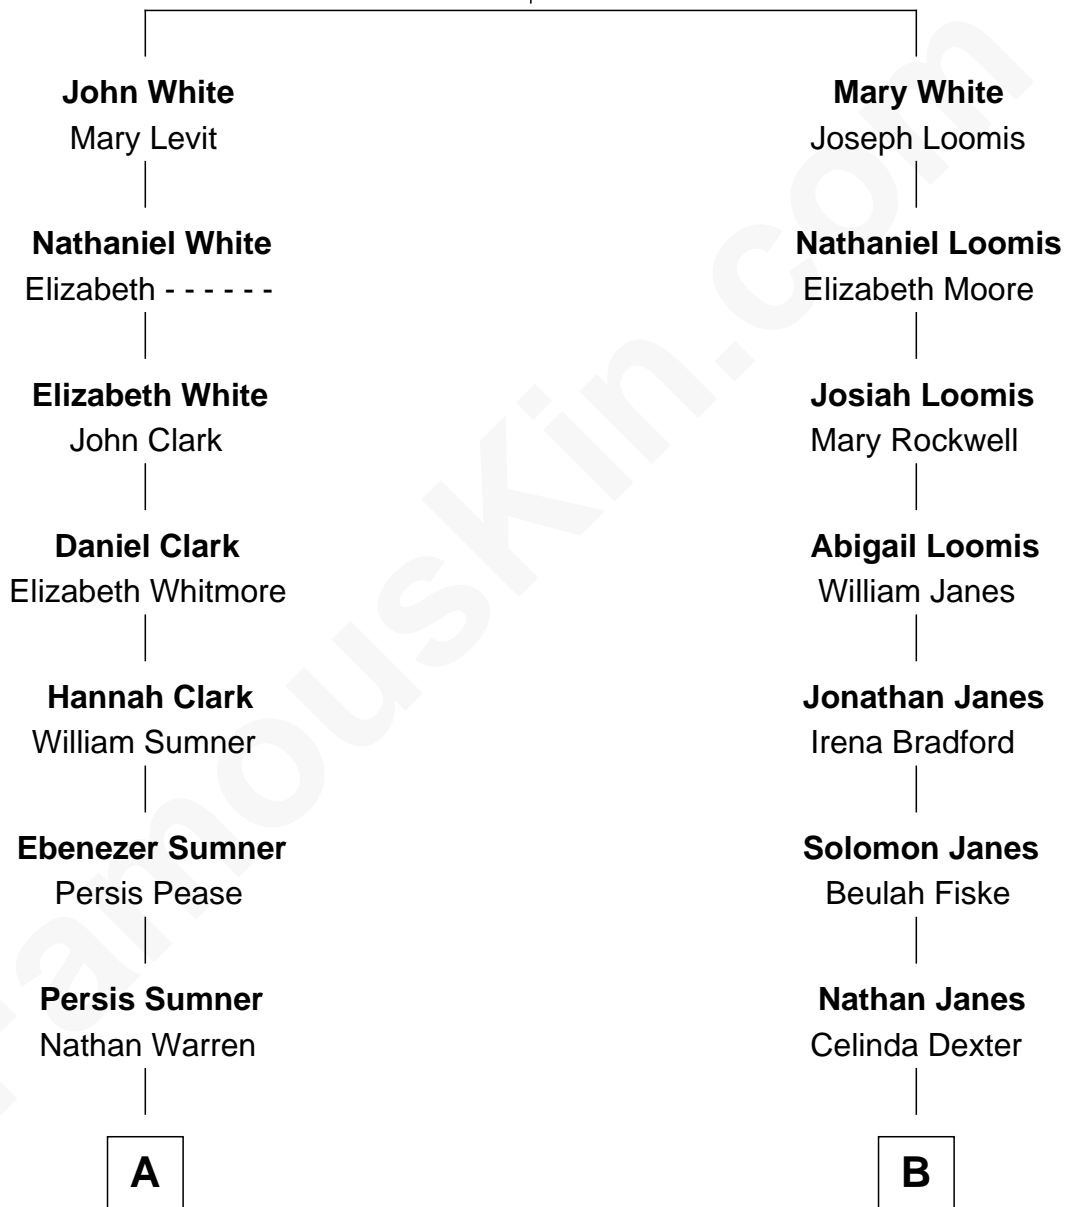 John White
Mary Levit
Nathaniel White
Elizabeth - - - - - -
Elizabeth White
John Clark
Daniel Clark
Elizabeth Whitmore
Hannah Clark
William Sumner
Ebenezer Sumner
Persis Pease
Persis Sumner
Nathan Warren
A
Mary White
Joseph Loomis
Nathaniel Loomis
Elizabeth Moore
Josiah Loomis
Mary Rockwell
Abigail Loomis
William Janes
Jonathan Janes
Irena Bradford
Solomon Janes
Beulah Fiske
Nathan Janes
Celinda Dexter
B
FamousKin.com